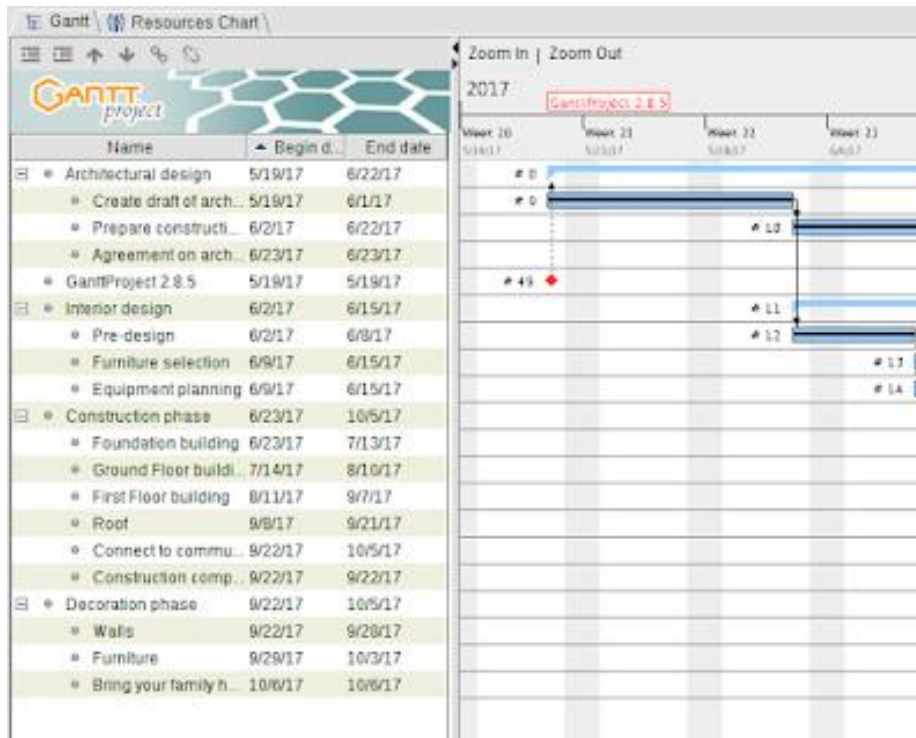 Gantt Resources Chart
Zoom In | Zoom Out
GANTT project
2017
GanttProject 2.8.5
Week 20 Week 21 Week 22 Week 23
Name Begin d... End date
Architectural design 5/19/17 6/22/17 # 0
Create draft of arch... 5/19/17 6/1/17 # 9
Prepare constructi... 6/2/17 6/22/17 # 10
Agreement on arch... 6/23/17 6/23/17
GanttProject 2.8.5 5/19/17 5/19/17 # 49
Interior design 6/2/17 6/15/17 # 11
Pre-design 6/2/17 6/8/17 # 12
Furniture selection 6/9/17 6/15/17 # 13
Equipment planning 6/9/17 6/15/17 # 14
Construction phase 6/23/17 10/5/17
Foundation building 6/23/17 7/13/17
Ground Floor buildi... 7/14/17 8/10/17
First Floor building 8/11/17 9/7/17
Roof 9/8/17 9/21/17
Connect to commu... 9/22/17 10/5/17
Construction comp... 9/22/17 9/22/17
Decoration phase 9/22/17 10/5/17
Walls 9/22/17 9/28/17
Furniture 9/29/17 10/3/17
Bring your family h... 10/6/17 10/6/17